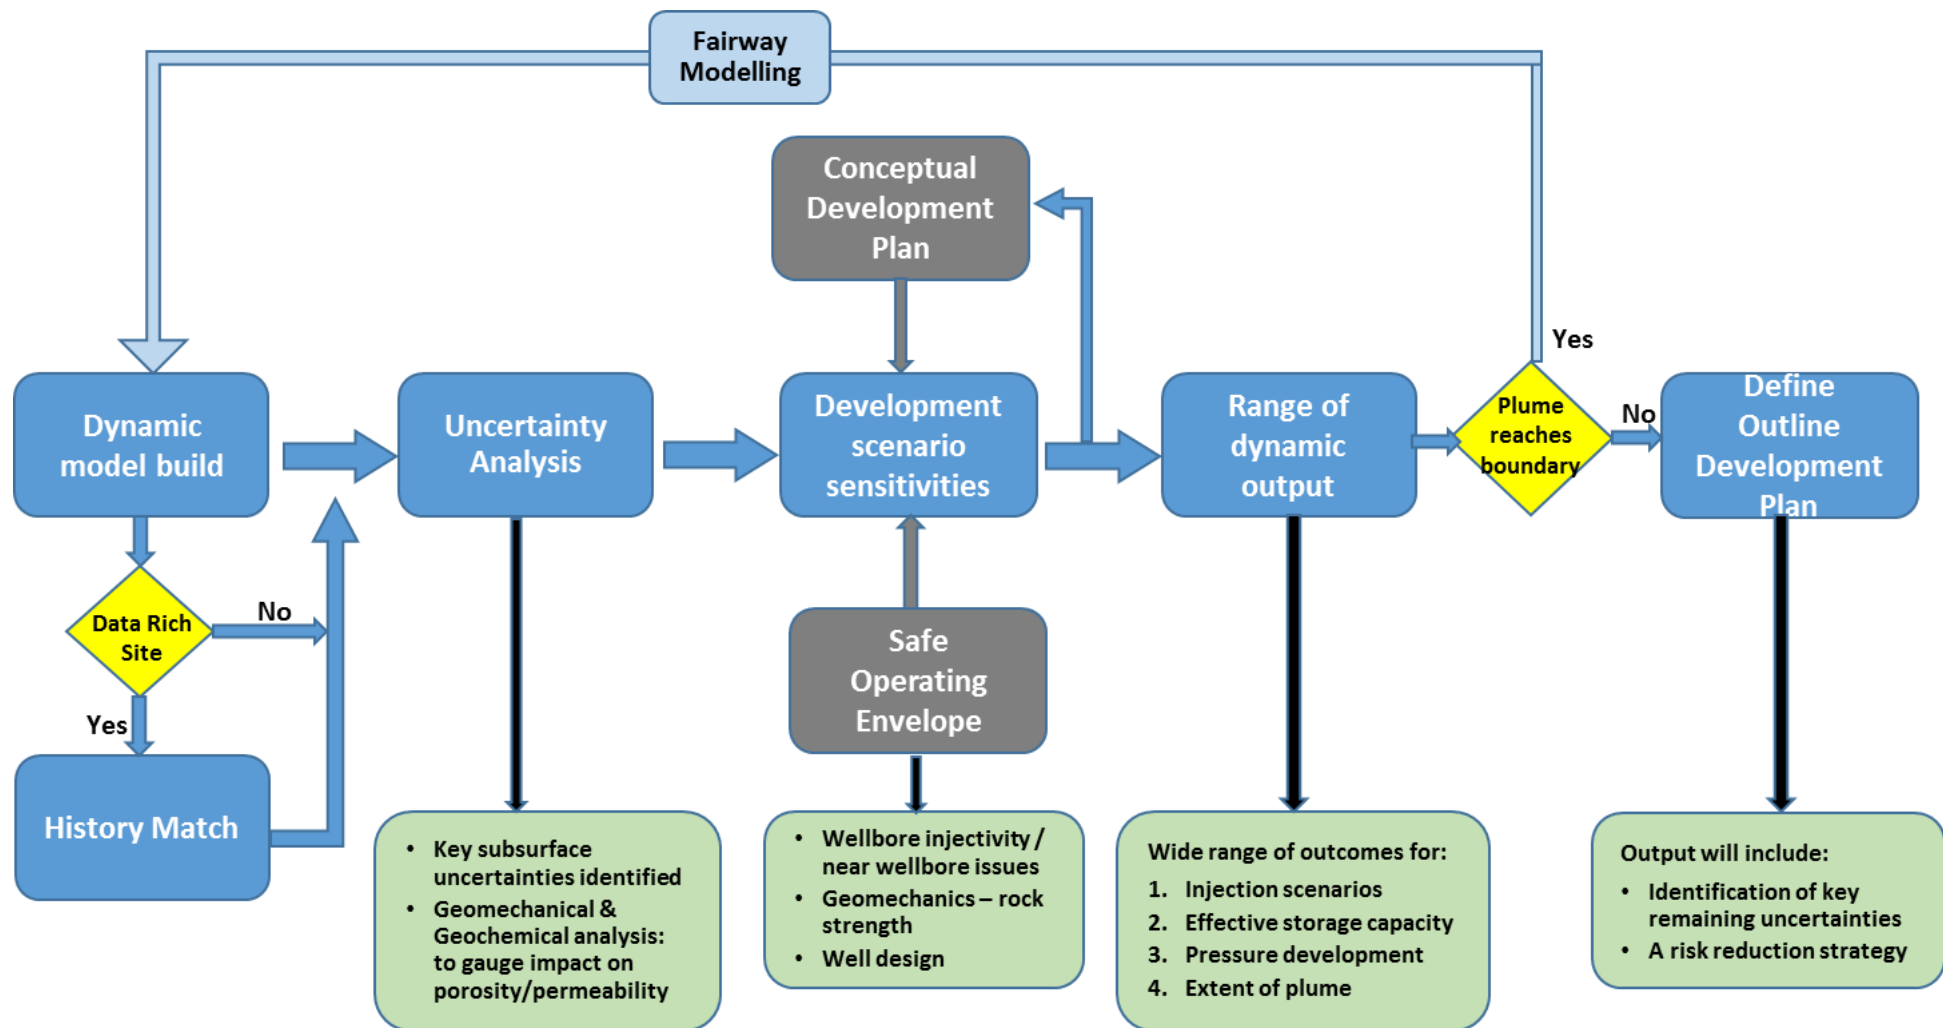 Fairway
Modelling
Conceptual
Development
Plan
Yes
Dynamic
model build
Uncertainty
Analysis
Development
scenario
sensitivities
Range of
dynamic
output
Plume
reaches
boundary
No
Define
Outline
Development
Plan
Data Rich
Site
No
Yes
Safe
Operating
Envelope
History Match
• Key subsurface
uncertainties identified
• Geomechanical &
Geochemical analysis:
to gauge impact on
porosity/permeability
• Wellbore injectivity /
near wellbore issues
• Geomechanics – rock
strength
• Well design
Wide range of outcomes for:
1. Injection scenarios
2. Effective storage capacity
3. Pressure development
4. Extent of plume
Output will include:
• Identification of key
remaining uncertainties
• A risk reduction strategy